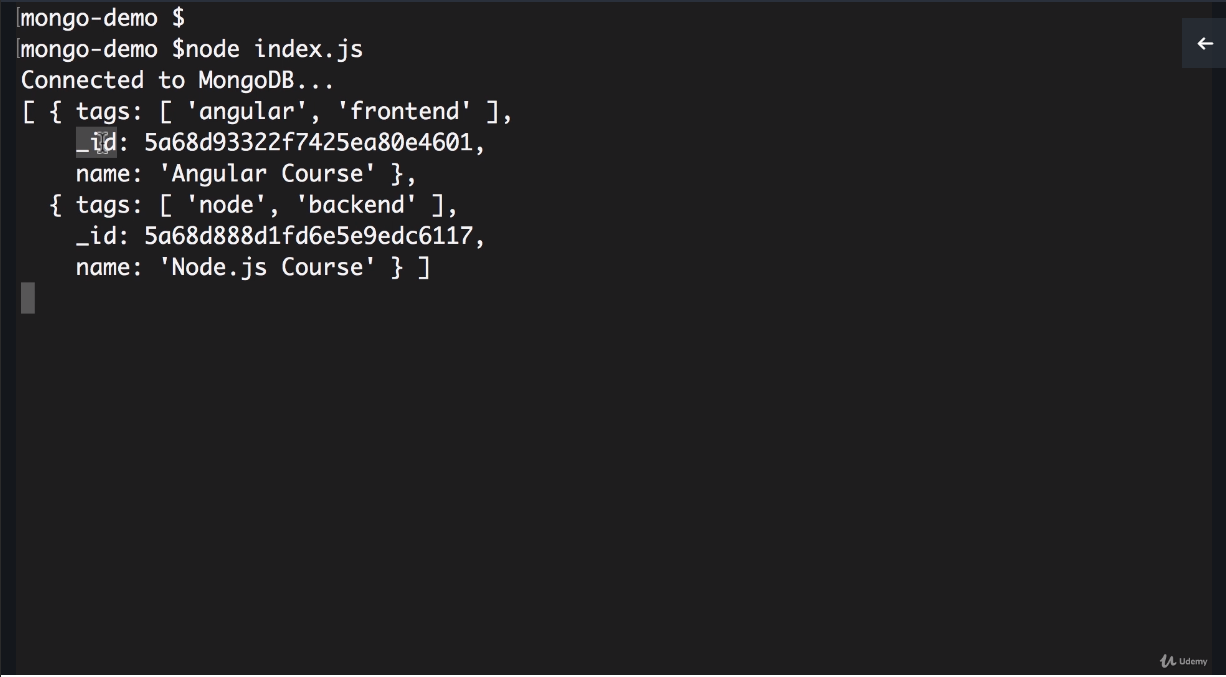 [mongo-demo $
[mongo-demo $node index.js
Connected to MongoDB...
[ { tags: [ 'angular', 'frontend' ],
    _id: 5a68d93322f7425ea80e4601,
    name: 'Angular Course' },
  { tags: [ 'node', 'backend' ],
    _id: 5a68d888d1fd6e5e9edc6117,
    name: 'Node.js Course' } ]
Udemy